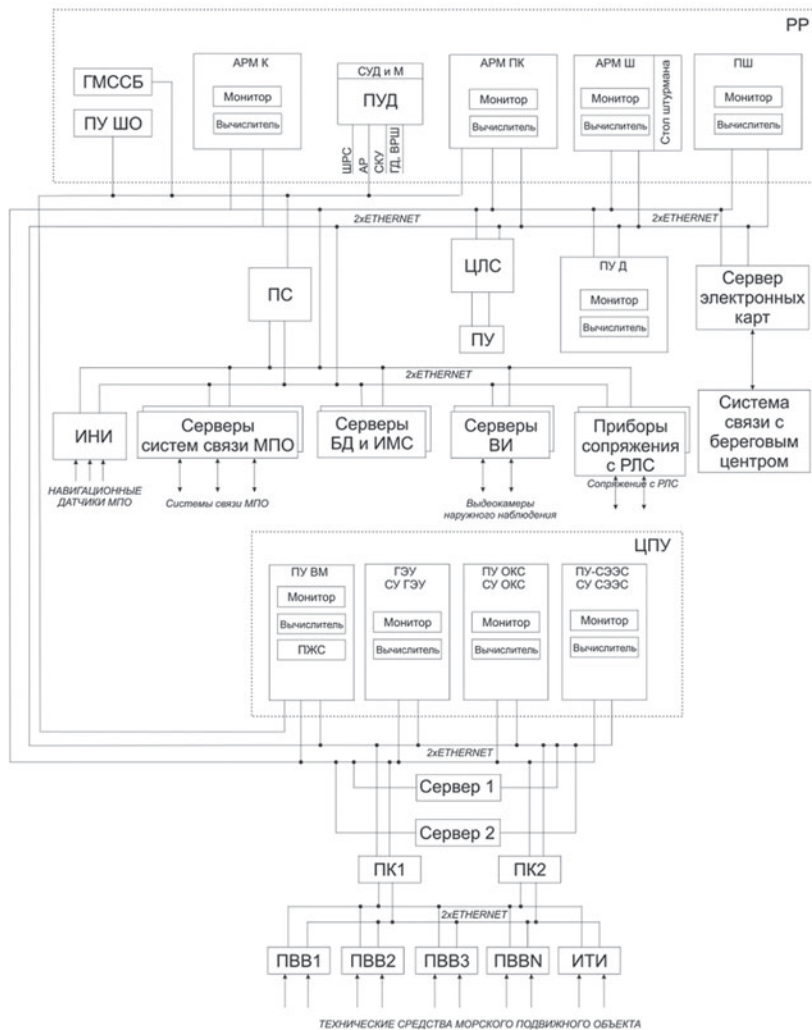 РР
ГМССБ
ПУ ШО
АРМ К
Монитор
Вычислитель
СУД и М
ПУД
ШРС
АР
СКУ
ГД, ВРШ
АРМ ПК
Монитор
Вычислитель
АРМ Ш
Монитор
Вычислитель
Стол штурмана
ПШ
Монитор
Вычислитель
2xETHERNET
2xETHERNET
ПС
ЦЛС
ПУ
ПУ Д
Монитор
Вычислитель
Сервер
электронных
карт
2xETHERNET
ИНИ
Серверы
систем связи МПО
Серверы
БД и ИМС
Серверы
ВИ
Приборы
сопряжения
с РЛС
Система
связи с
береговым
центром
НАВИГАЦИОННЫЕ
ДАТЧИКИ МПО
Системы связи МПО
Выдеокамеры
наружного наблюдения
Сопряжение с РЛС
ЦПУ
ПУ ВМ
Монитор
Вычислитель
ПЖС
ГЭУ
СУ ГЭУ
Монитор
Вычислитель
ПУ ОКС
СУ ОКС
Монитор
Вычислитель
ПУ-СЭЭС
СУ СЭЭС
Монитор
Вычислитель
2xETHERNET
Сервер 1
Сервер 2
ПК1
ПК2
2xETHERNET
ПВВ1
ПВВ2
ПВВ3
ПВВN
ИТИ
ТЕХНИЧЕСКИЕ СРЕДСТВА МОРСКОГО ПОДВИЖНОГО ОБЪЕКТА